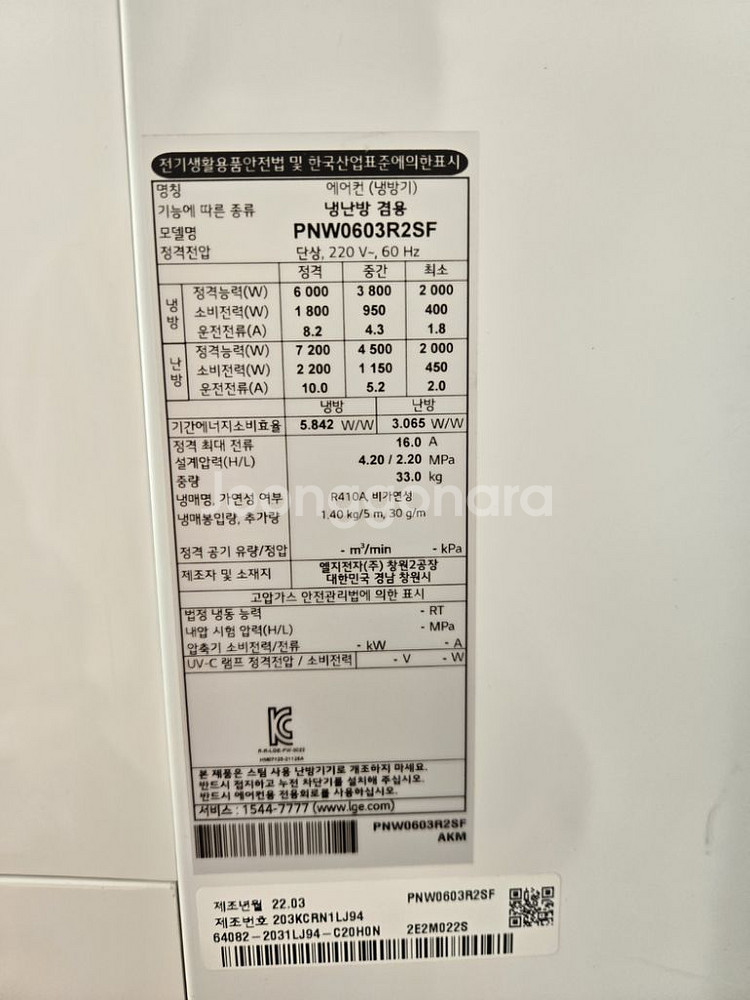 전기생활용품안전법 및 한국산업표준에의한표시
명칭 에어컨 (냉방기)
기능에 따른 종류 냉난방 겸용
모델명 PNW0603R2SF
정격전압 단상, 220 V~, 60 Hz
정격 중간 최소
냉방 정격능력(W) 6 000 3 800 2 000
소비전력(W) 1 800 950 400
운전전류(A) 8.2 4.3 1.8
난방 정격능력(W) 7 200 4 500 2 000
소비전력(W) 2 200 1 150 450
운전전류(A) 10.0 5.2 2.0
냉방 난방
기간에너지소비효율 5.842 W/W 3.065 W/W
정격 최대 전류 16.0 A
설계압력(H/L) 4.20 / 2.20 MPa
중량 33.0 kg
냉매명, 가연성 여부 R410A, 비가연성
냉매봉입량, 추가량 1.40 kg/5 m, 30 g/m
Joonggonara
정격 공기 유량/정압 - m³/min - kPa
제조자 및 소재지 엘지전자(주) 창원2공장
대한민국 경남 창원시
고압가스 안전관리법에 의한 표시
법정 냉동 능력 - RT
내압 시험 압력(H/L) - MPa
압축기 소비전력/전류 - kW - A
UV-C 램프 정격전압 / 소비전력 - V - W
본 제품은 스팀 사용 난방기기로 개조하지 마세요.
반드시 접지하고 누전 차단기를 설치해 주십시오.
반드시 에어컨용 전용회로를 사용하십시오.
서비스 : 1544-7777 (www.lge.com)
PNW0603R2SF
AKM
제조년월 22.03 PNW0603R2SF
제조번호 203KCRN1LJ94
64082-2031LJ94-C20H0N 2E2M022S